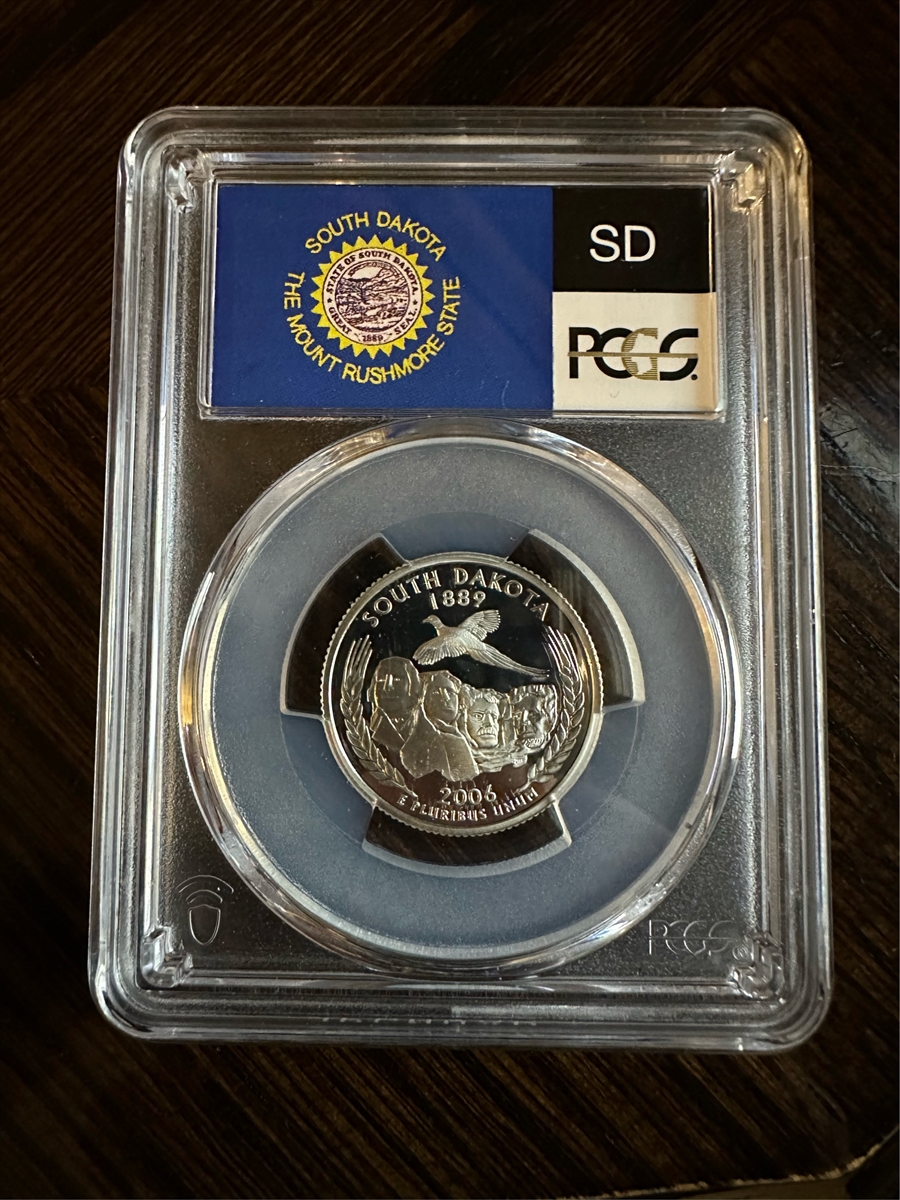 SOUTH DAKOTA
STATE OF SOUTH DAKOTA
GREAT SEAL
1889
THE MOUNT RUSHMORE STATE
SD
PCGS
SOUTH DAKOTA
1889
2006
E PLURIBUS UNUM
PCGS